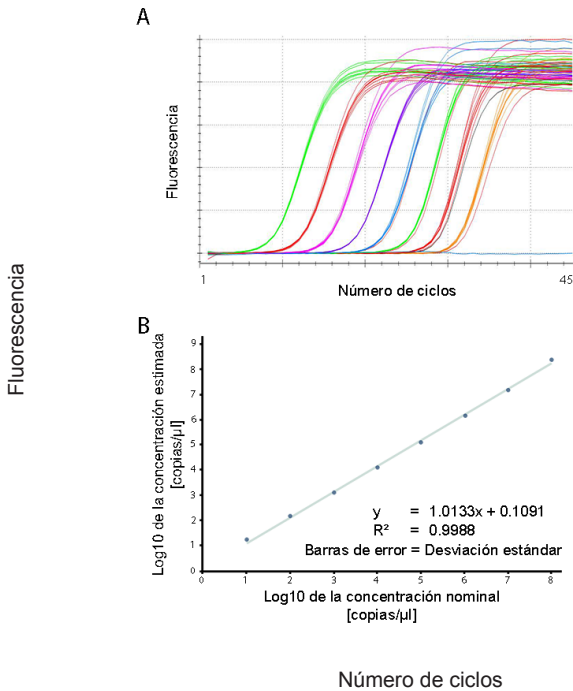 A
Fluorescencia
1
45
Número de ciclos
Fluorescencia
B
Log10 de la concentración estimada
[copias/µl]
9
8
7
6
5
4
3
2
1
0
y = 1.0133x + 0.1091
R² = 0.9988
Barras de error = Desviación estándar
0 1 2 3 4 5 6 7 8
Log10 de la concentración nominal
[copias/µl]
Número de ciclos